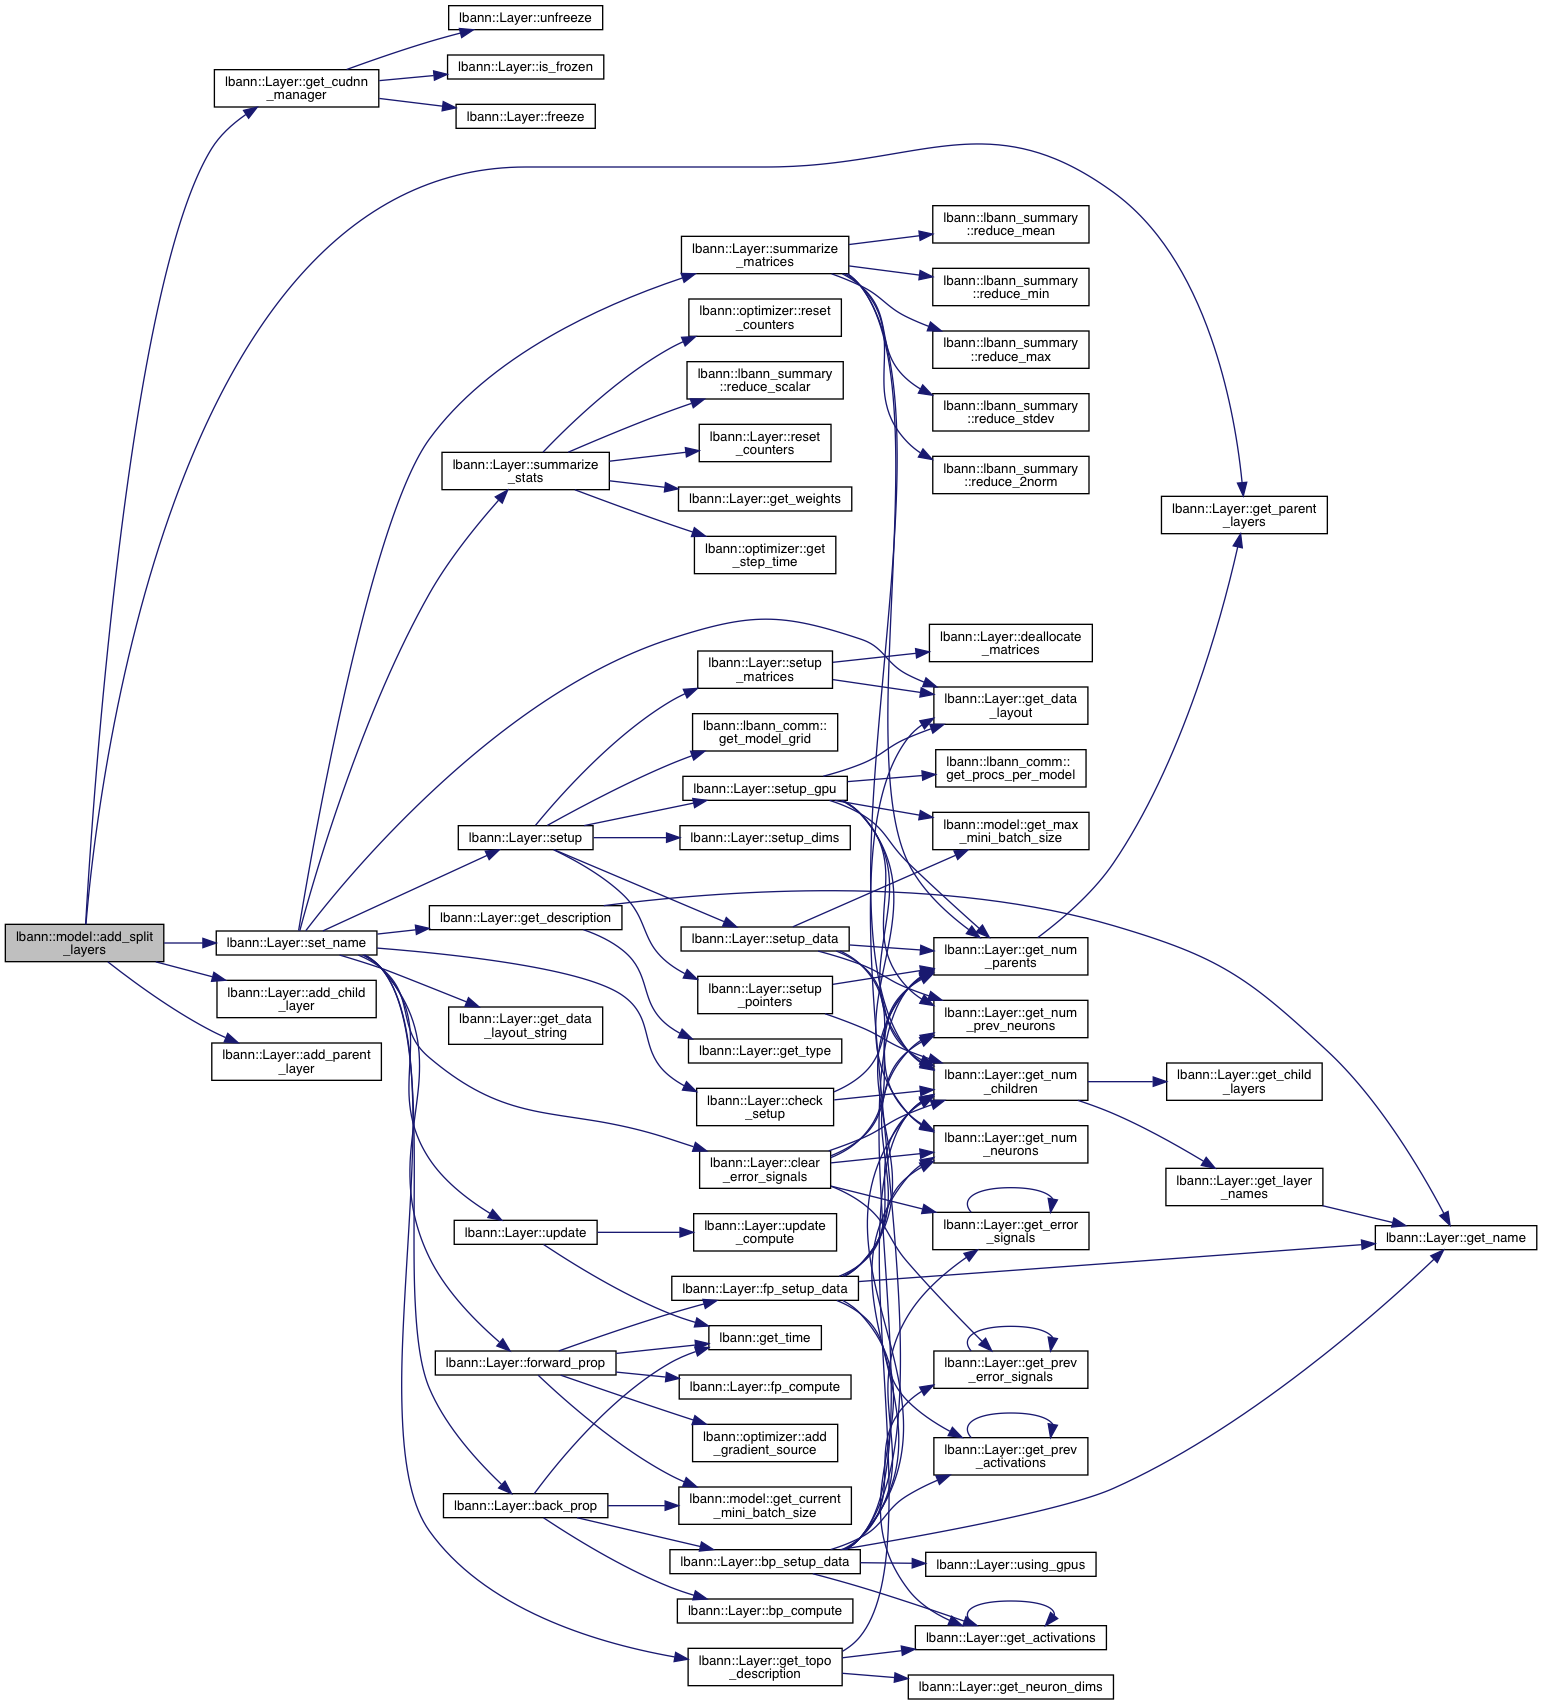 lbann::Layer::unfreeze
lbann::Layer::is_frozen
lbann::Layer::get_cudnn
_manager
lbann::Layer::freeze
lbann::lbann_summary
::reduce_mean
lbann::Layer::summarize
_matrices
lbann::lbann_summary
::reduce_min
lbann::optimizer::reset
_counters
lbann::lbann_summary
::reduce_max
lbann::lbann_summary
::reduce_scalar
lbann::lbann_summary
::reduce_stdev
lbann::Layer::reset
_counters
lbann::Layer::summarize
_stats
lbann::lbann_summary
::reduce_2norm
lbann::Layer::get_weights
lbann::Layer::get_parent
_layers
lbann::optimizer::get
_step_time
lbann::Layer::deallocate
_matrices
lbann::Layer::setup
_matrices
lbann::Layer::get_data
_layout
lbann::lbann_comm::
get_model_grid
lbann::lbann_comm::
get_procs_per_model
lbann::Layer::setup_gpu
lbann::model::get_max
_mini_batch_size
lbann::Layer::setup
lbann::Layer::setup_dims
lbann::Layer::get_description
lbann::model::add_split
_layers
lbann::Layer::set_name
lbann::Layer::setup_data
lbann::Layer::get_num
_parents
lbann::Layer::add_child
_layer
lbann::Layer::setup
_pointers
lbann::Layer::get_num
_prev_neurons
lbann::Layer::get_data
_layout_string
lbann::Layer::add_parent
_layer
lbann::Layer::get_type
lbann::Layer::get_num
_children
lbann::Layer::get_child
_layers
lbann::Layer::check
_setup
lbann::Layer::get_num
_neurons
lbann::Layer::clear
_error_signals
lbann::Layer::get_layer
_names
lbann::Layer::get_error
_signals
lbann::Layer::update
lbann::Layer::update
_compute
lbann::Layer::get_name
lbann::Layer::fp_setup_data
lbann::get_time
lbann::Layer::forward_prop
lbann::Layer::get_prev
_error_signals
lbann::Layer::fp_compute
lbann::optimizer::add
_gradient_source
lbann::Layer::get_prev
_activations
lbann::Layer::back_prop
lbann::model::get_current
_mini_batch_size
lbann::Layer::bp_setup_data
lbann::Layer::using_gpus
lbann::Layer::bp_compute
lbann::Layer::get_activations
lbann::Layer::get_topo
_description
lbann::Layer::get_neuron_dims